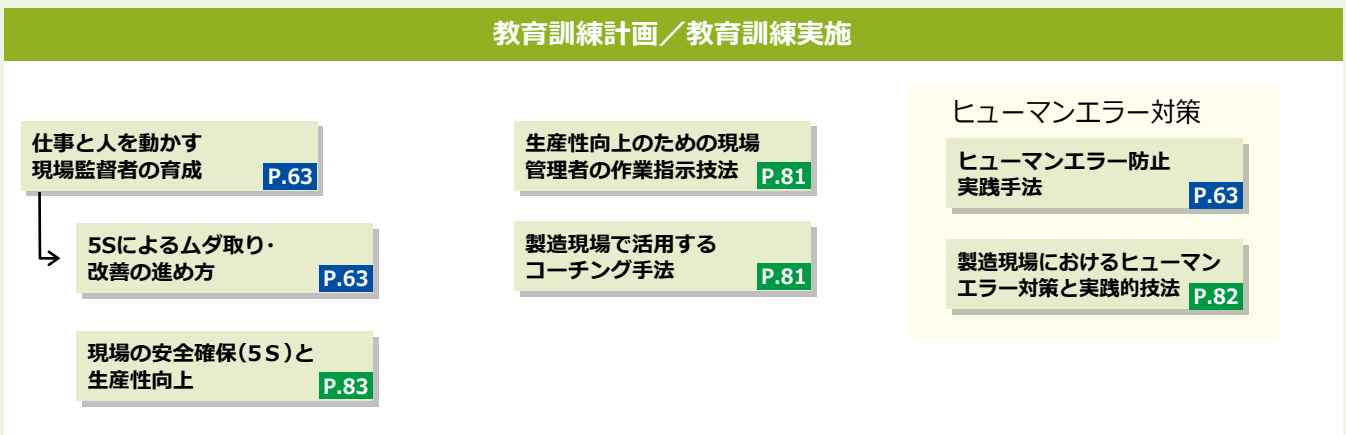 教育訓練計画／教育訓練実施
仕事と人を動かす
現場監督者の育成
P.63
5Sによるムダ取り・
改善の進め方
P.63
現場の安全確保（５Ｓ）と
生産性向上
P.83
生産性向上のための現場
管理者の作業指示技法
P.81
製造現場で活用する
コーチング手法
P.81
ヒューマンエラー対策
ヒューマンエラー防止
実践手法
P.63
製造現場におけるヒューマン
エラー対策と実践的技法
P.82